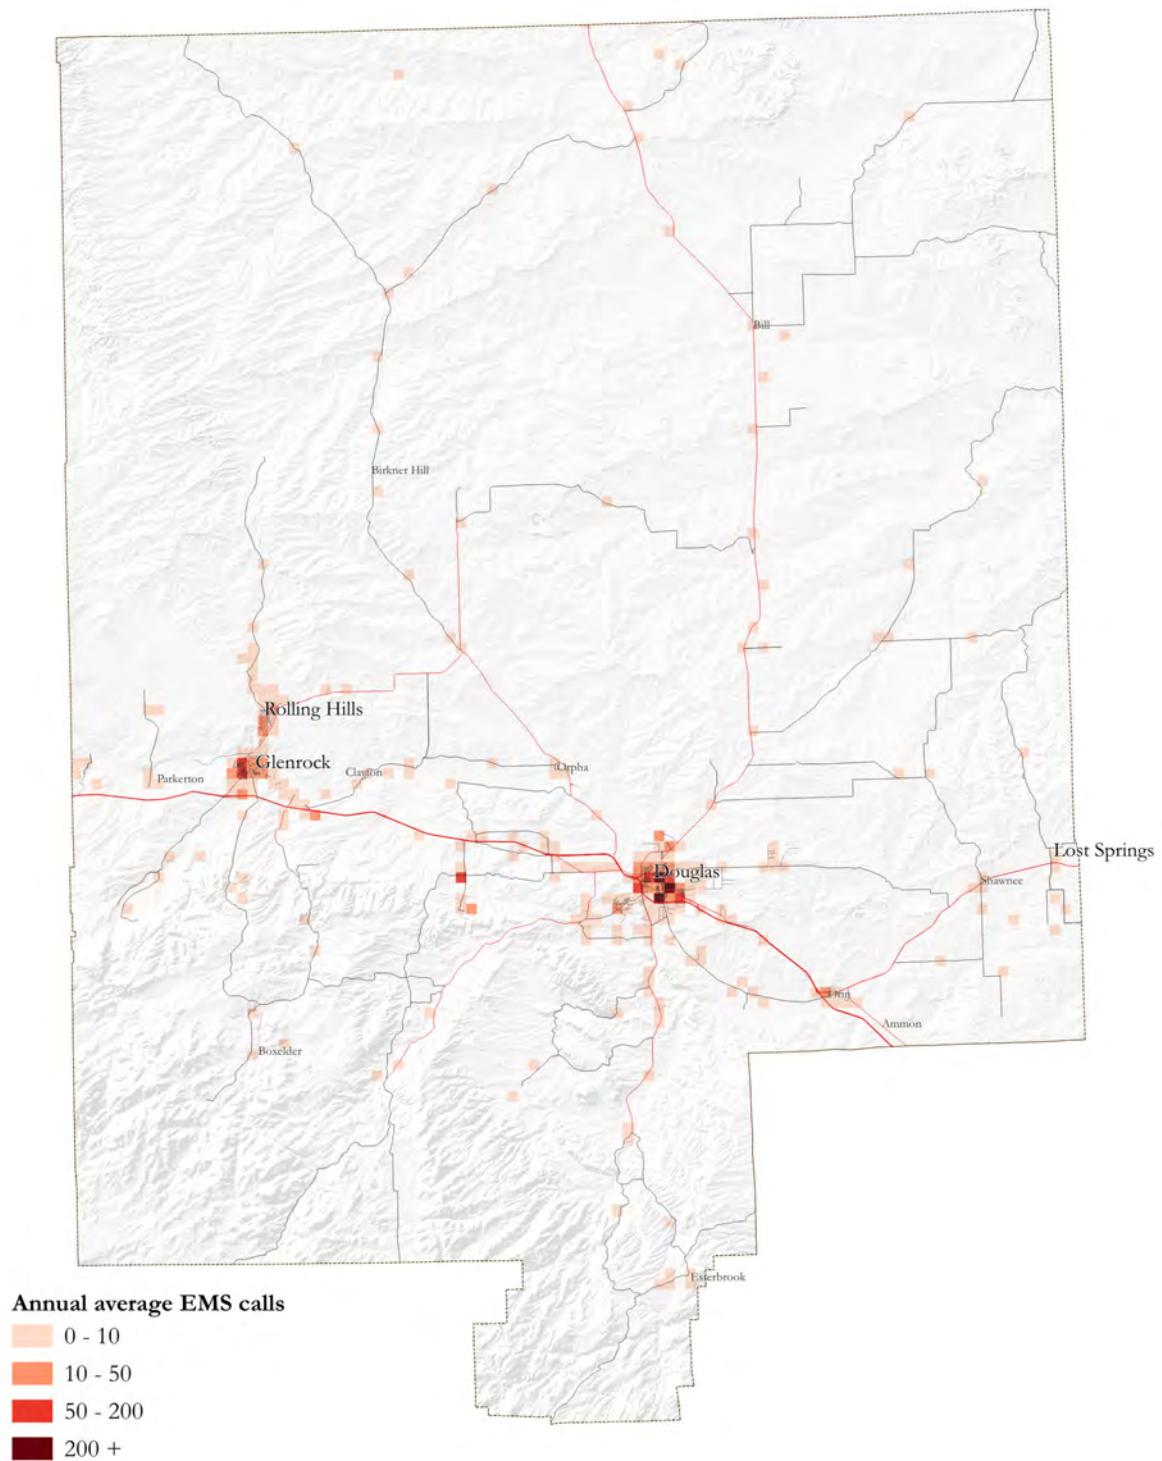 Bill
Birkner Hill
Rolling Hills
Glenrock
Parkerton
Clayton
Orpha
Lost Springs
Douglas
Shawnee
Orin
Ammon
Boxelder
Esterbrook
Annual average EMS calls
0 - 10
10 - 50
50 - 200
200 +